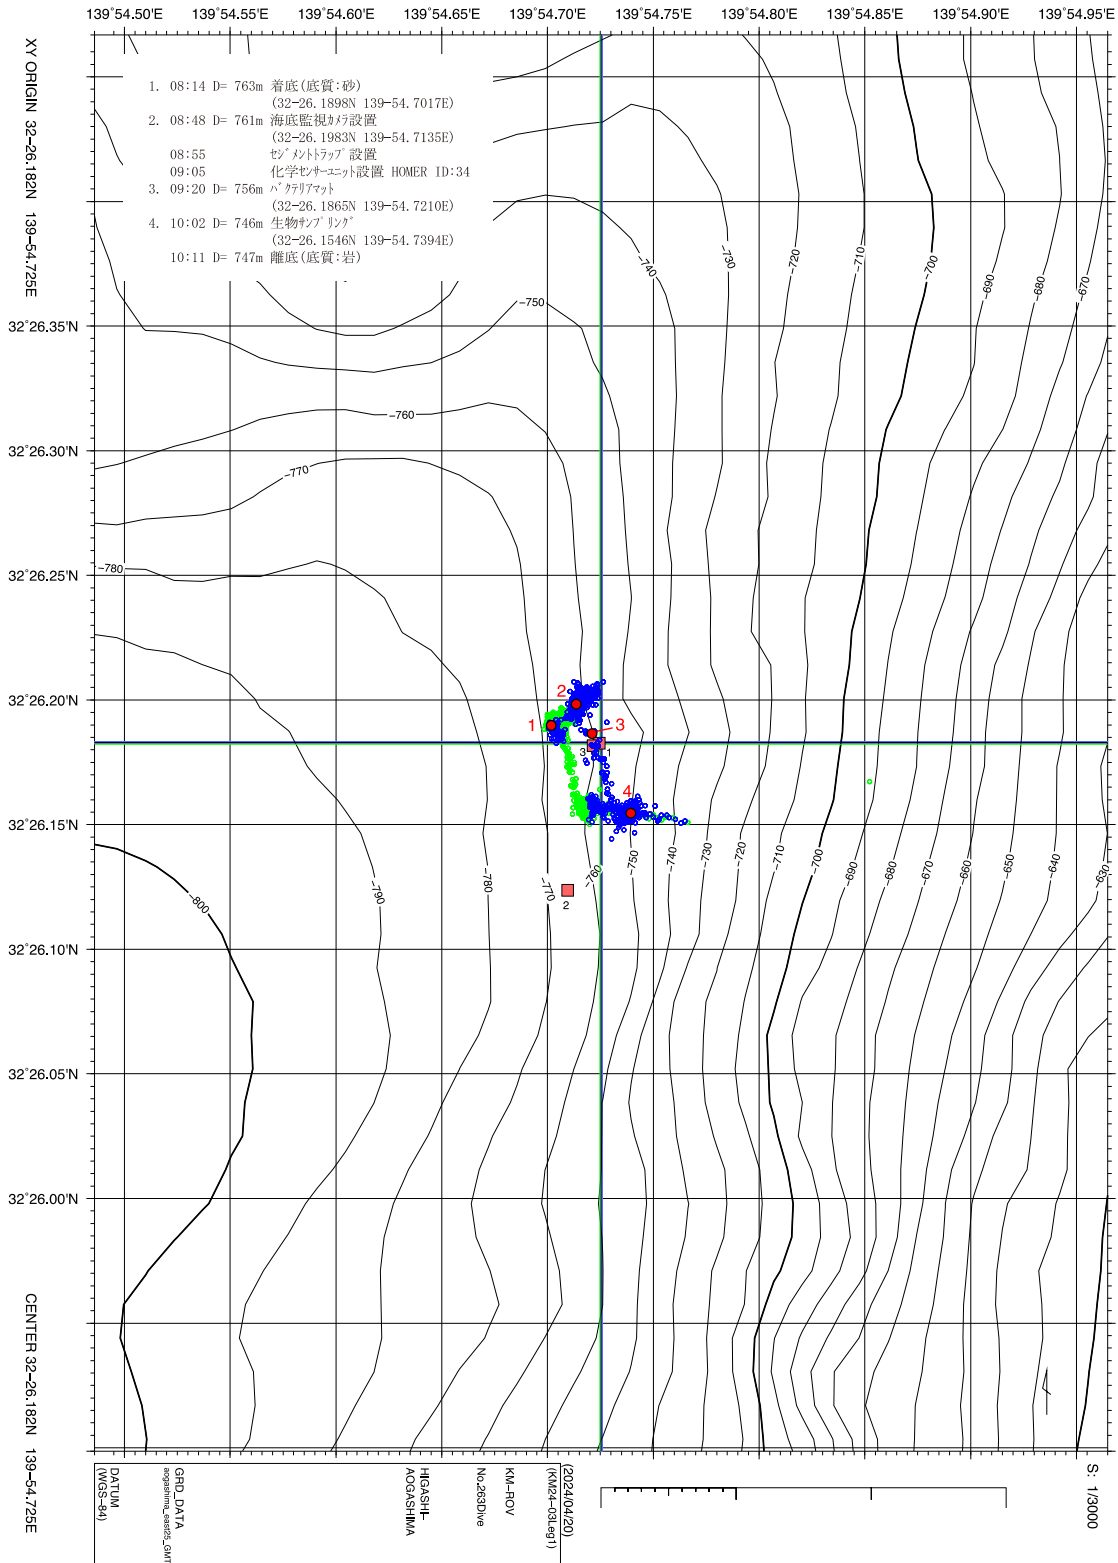 139°54.50'E 139°54.55'E 139°54.60'E 139°54.65'E 139°54.70'E 139°54.75'E 139°54.80'E 139°54.85'E 139°54.90'E 139°54.95'E
XY ORIGIN 32-26.182N 139-54.725E
1. 08:14 D= 763m 着底(底質:砂)
(32-26.1898N 139-54.7017E)
2. 08:48 D= 761m 海底監視カメラ設置
(32-26.1983N 139-54.7135E)
08:55 セジメントトラップ設置
09:05 化学センサーユニット設置 HOMER ID:34
3. 09:20 D= 756m バクテリアマット
(32-26.1865N 139-54.7210E)
4. 10:02 D= 746m 生物サンプリング
(32-26.1546N 139-54.7394E)
10:11 D= 747m 離底(底質:岩)
-740
-730
-720
-710
-700
-690
-680
-670
-750
32°26.35'N
-760
32°26.30'N
-770
32°26.25'N
-780
32°26.20'N
2
1
3
3
1
4
32°26.15'N
-800
-790
-780
-770
-760
-750
-740
-730
-720
-710
-700
-690
-680
-670
-660
-650
-640
-630
2
32°26.10'N
32°26.05'N
32°26.00'N
CENTER 32-26.182N 139-54.725E
S: 1/3000
(2024/04/20)
(KM24-03Leg1)
KM-ROV
No.263Dive
HIGASHI-
AOGASHIMA
GRD_DATA
aogashima_east25_GMT
DATUM
(WGS-84)